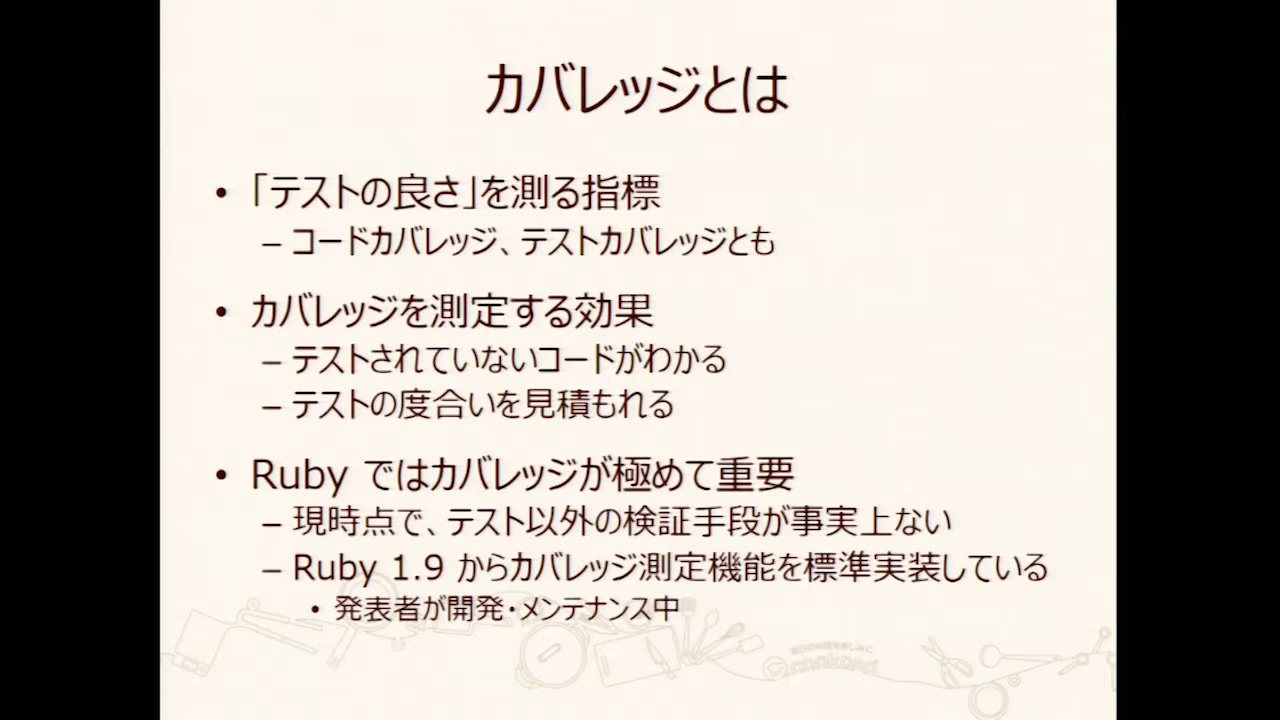 カバレッジとは
• 「テストの良さ」を測る指標
– コードカバレッジ、テストカバレッジとも
• カバレッジを測定する効果
– テストされていないコードがわかる
– テストの度合いを見積もれる
• Ruby ではカバレッジが極めて重要
– 現時点で、テスト以外の検証手段が事実上ない
– Ruby 1.9 からカバレッジ測定機能を標準実装している
• 発表者が開発・メンテナンス中
cookpad